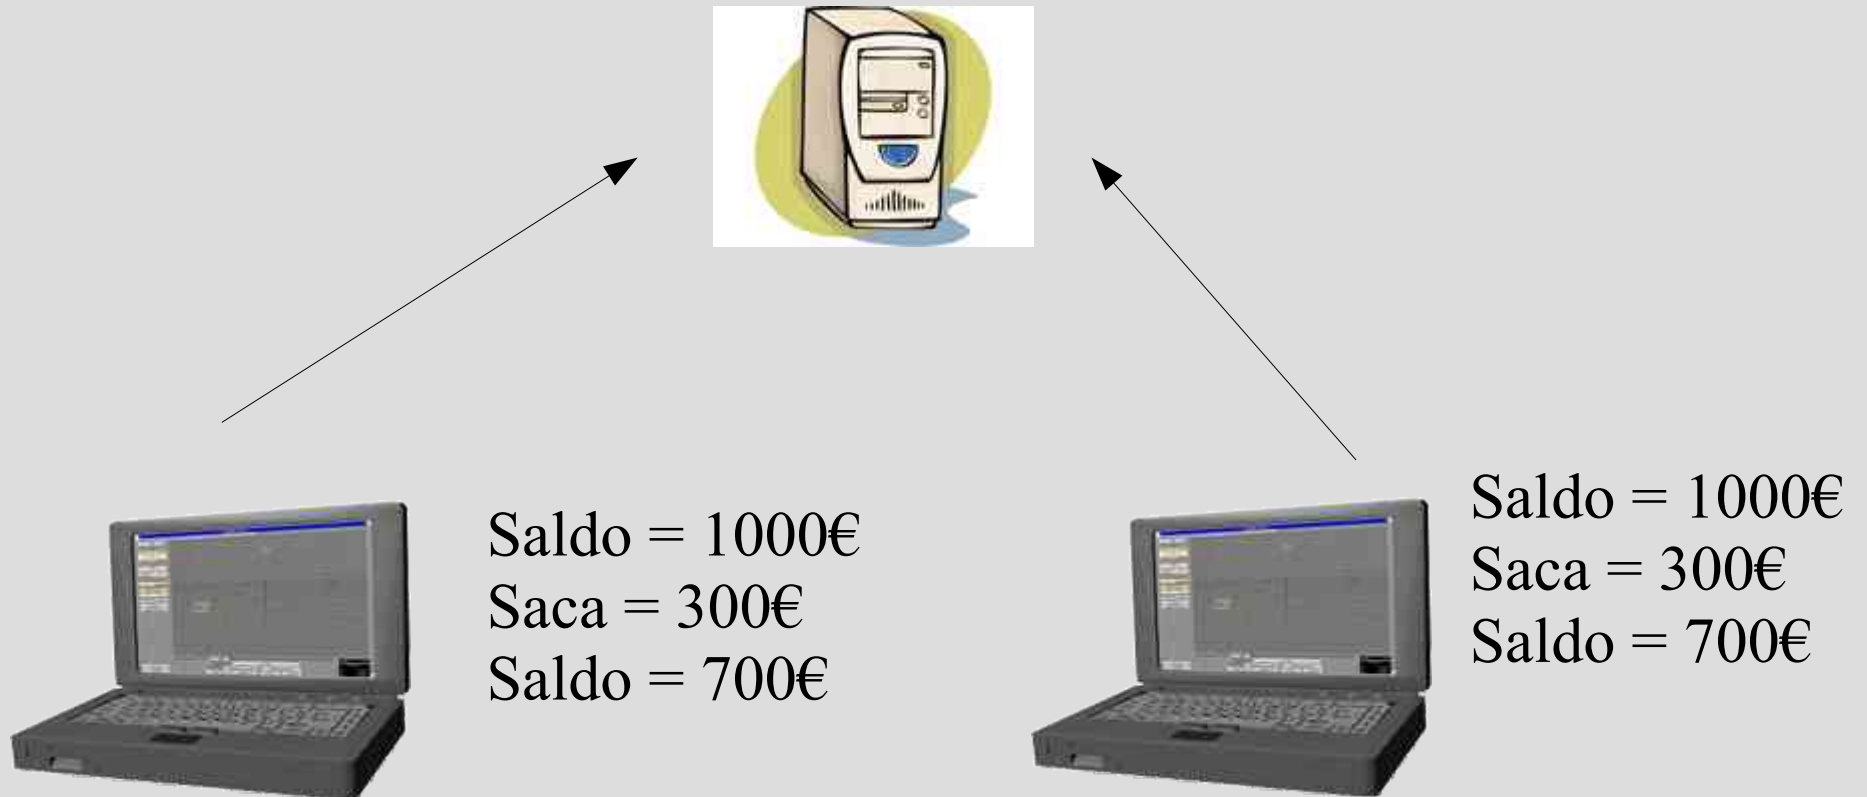 Saldo = 1000€
Saca = 300€
Saldo = 700€
Saldo = 1000€
Saca = 300€
Saldo = 700€